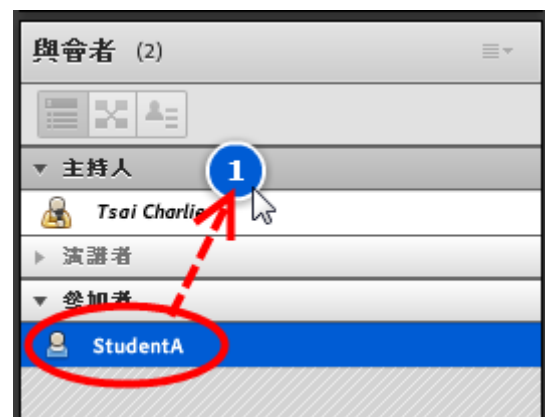 與會者 (2)
主持人
1
Tsai Charlie
演講者
參加者
StudentA